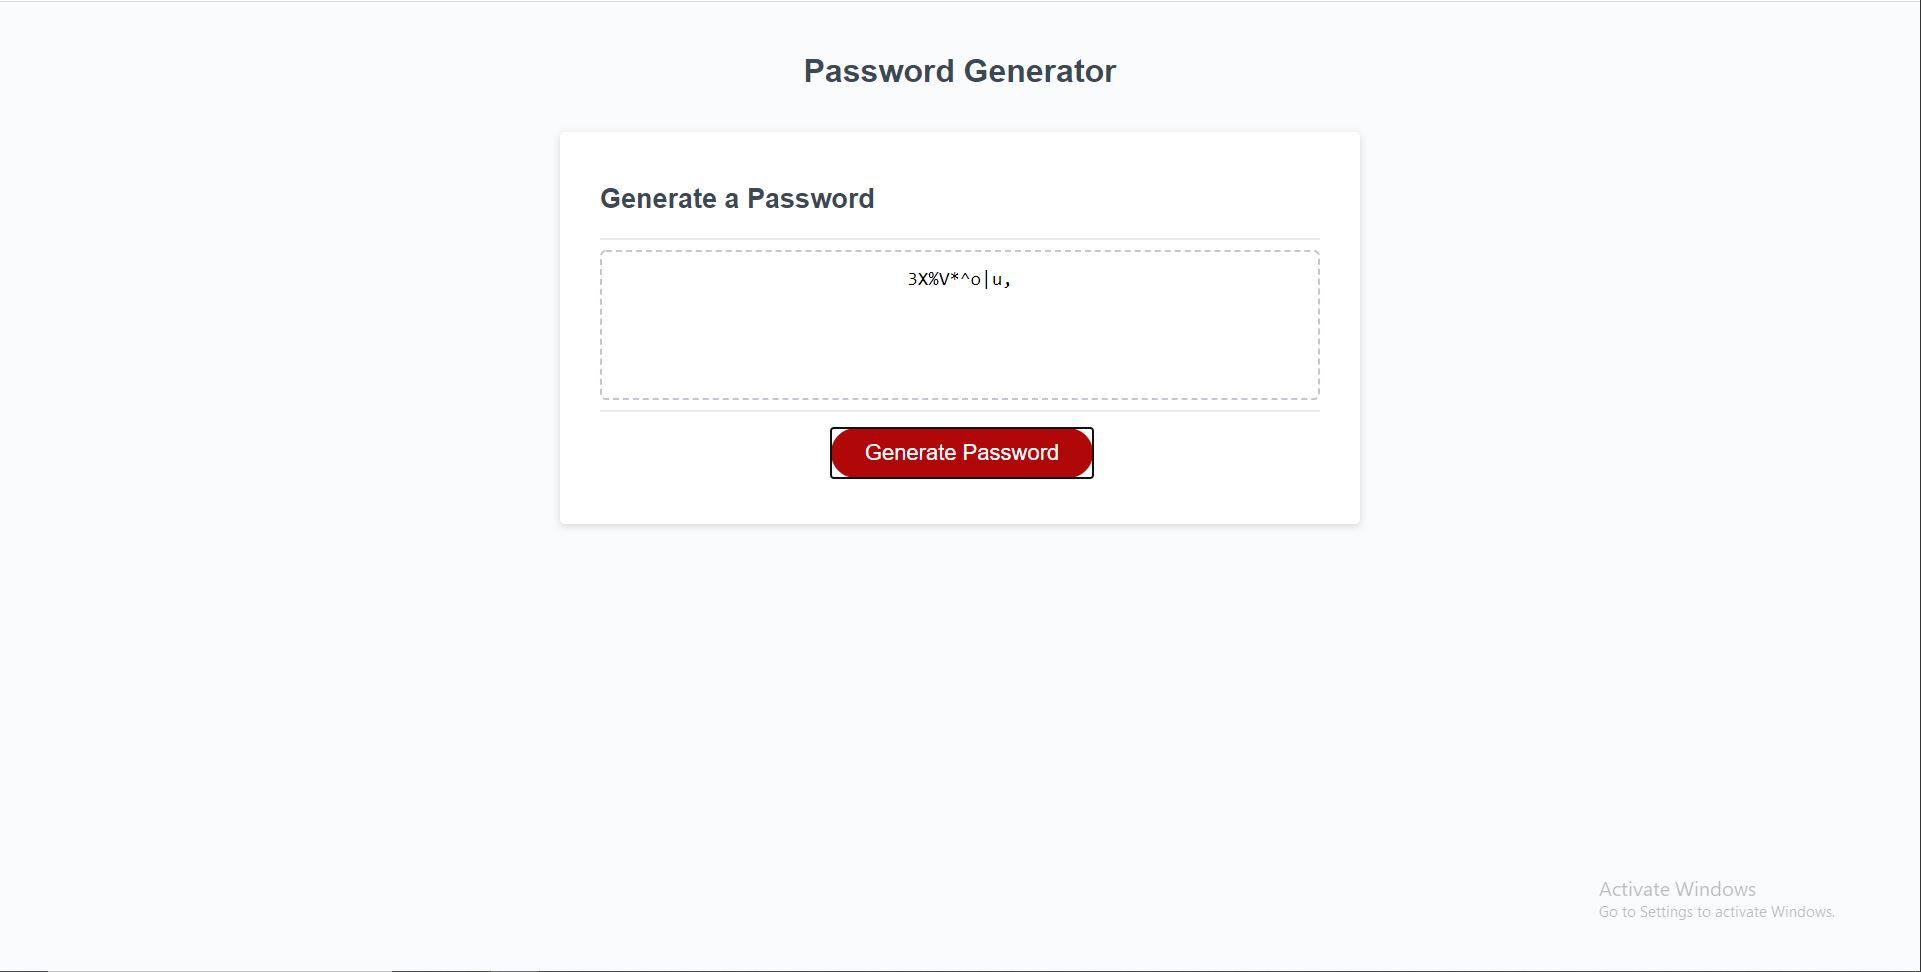 Password Generator
Generate a Password
3X%V*^o|u,
Generate Password
Activate Windows
Go to Settings to activate Windows.